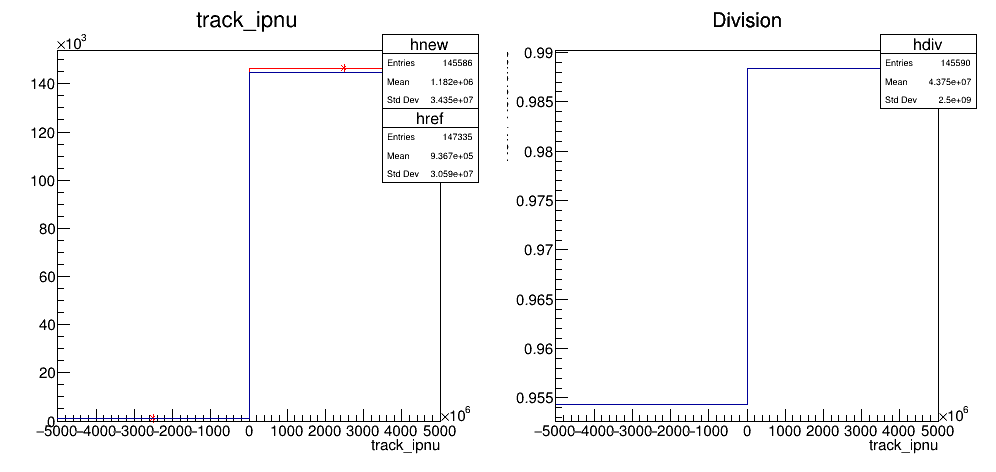 track_ipnu
×10³
hnew
Entries 145586
Mean 1.182e+06
Std Dev 3.435e+07
href
Entries 147335
Mean 9.367e+05
Std Dev 3.059e+07
140
120
100
80
60
40
20
0
−5000 −4000 −3000 −2000 −1000 0 1000 2000 3000 4000 5000
×10⁶
track_ipnu
Division
hdiv
Entries 145590
Mean 4.375e+07
Std Dev 2.5e+09
0.99
0.985
0.98
0.975
0.97
0.965
0.96
0.955
−5000 −4000 −3000 −2000 −1000 0 1000 2000 3000 4000 5000
×10⁶
track_ipnu